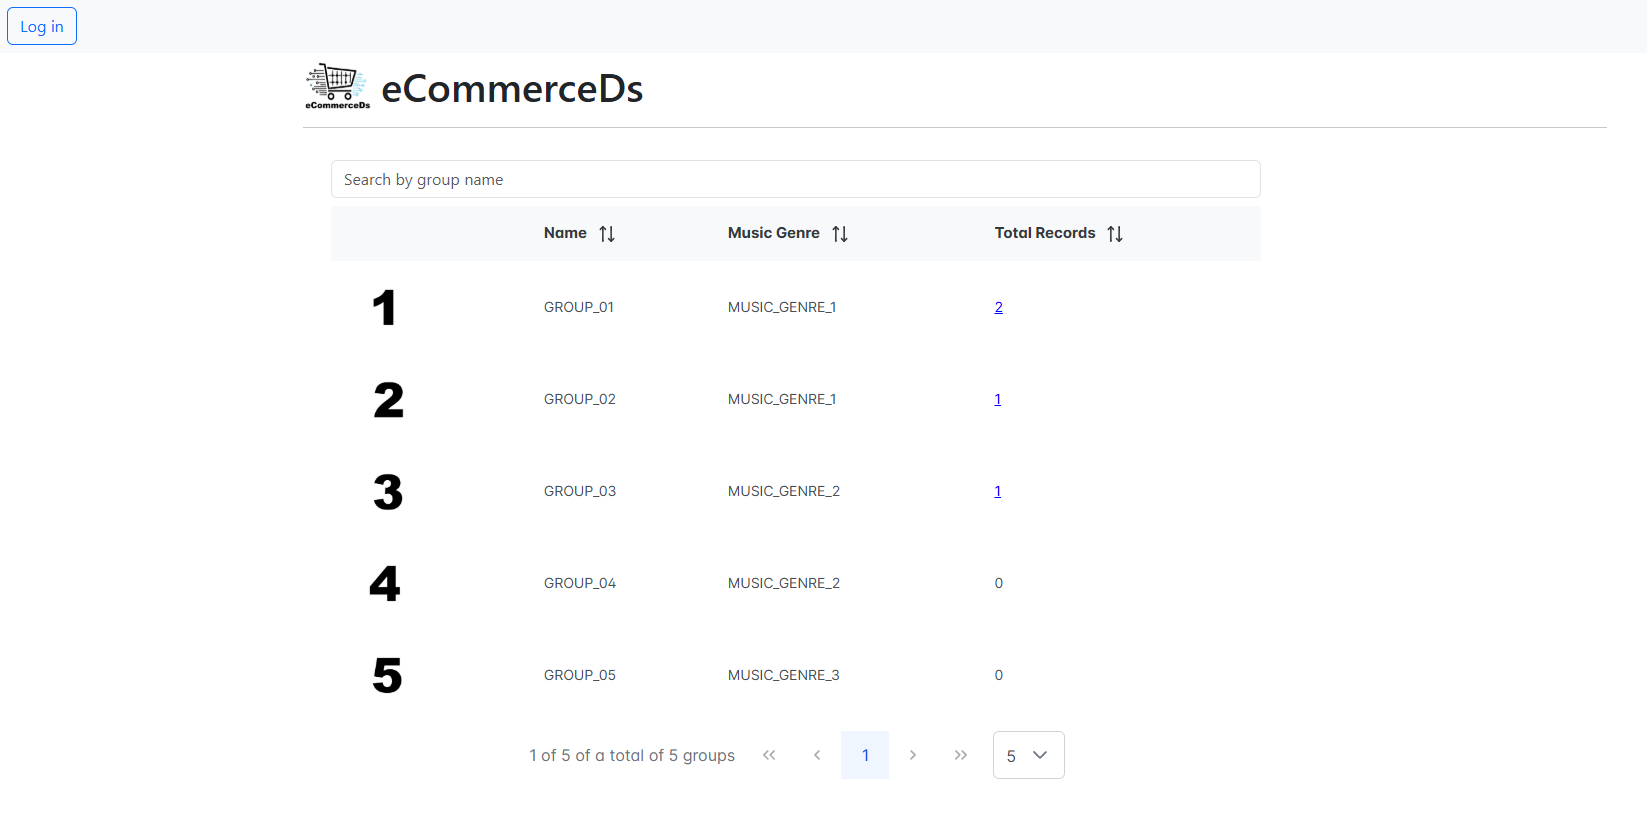 Log in
eCommerceDs
eCommerceDs
Search by group name
Name Music Genre Total Records
1 GROUP_01 MUSIC_GENRE_1 2
2 GROUP_02 MUSIC_GENRE_1 1
3 GROUP_03 MUSIC_GENRE_2 1
4 GROUP_04 MUSIC_GENRE_2 0
5 GROUP_05 MUSIC_GENRE_3 0
1 of 5 of a total of 5 groups 1 5